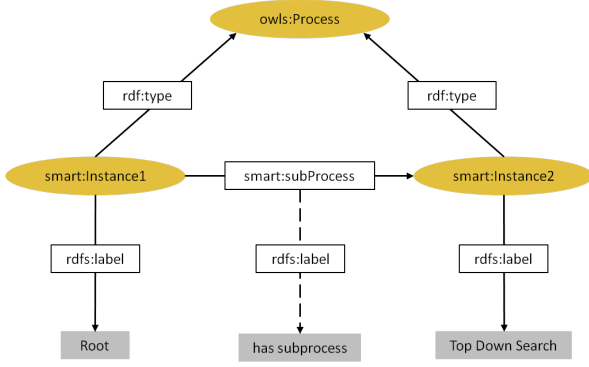 owls:Process
rdf:type
rdf:type
smart:Instance1
smart:subProcess
smart:Instance2
rdfs:label
rdfs:label
rdfs:label
Root
has subprocess
Top Down Search